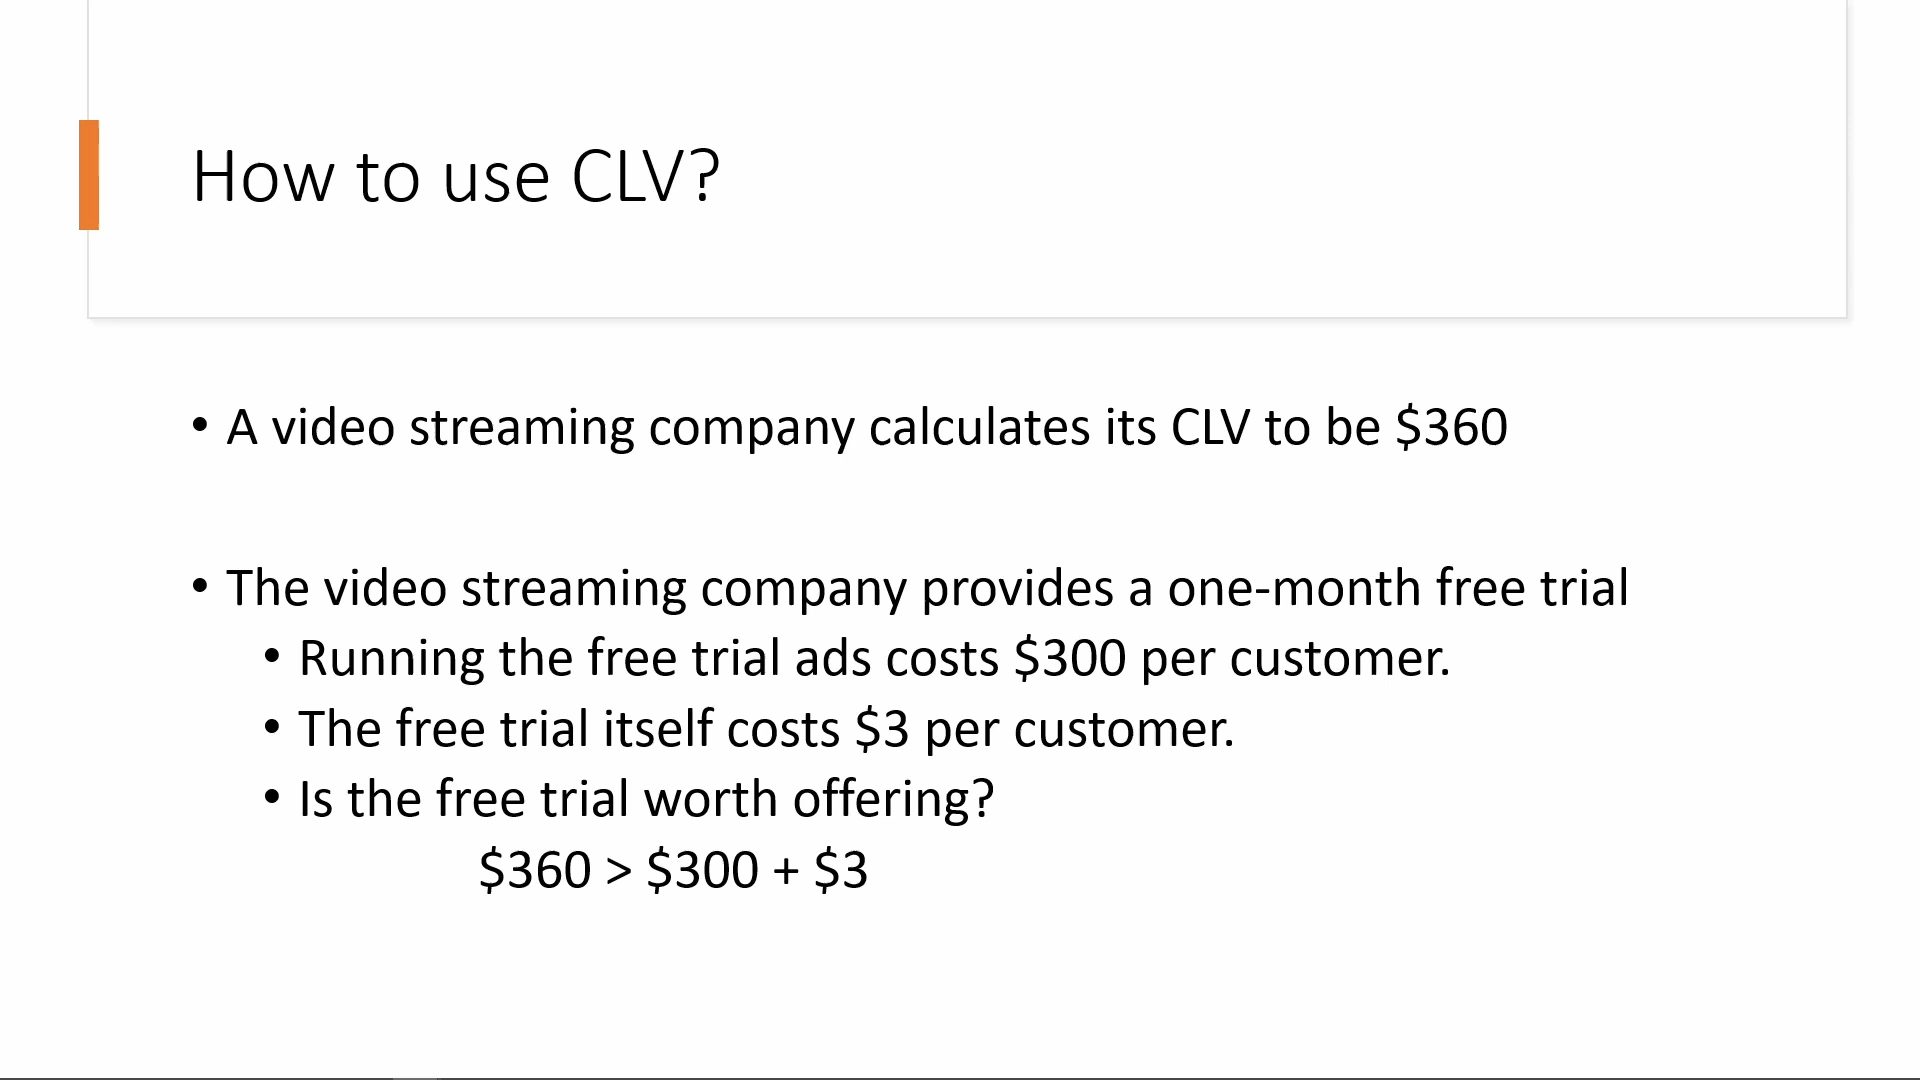 How to use CLV?
• A video streaming company calculates its CLV to be $360
• The video streaming company provides a one-month free trial
• Running the free trial ads costs $300 per customer.
• The free trial itself costs $3 per customer.
• Is the free trial worth offering?
$360 > $300 + $3